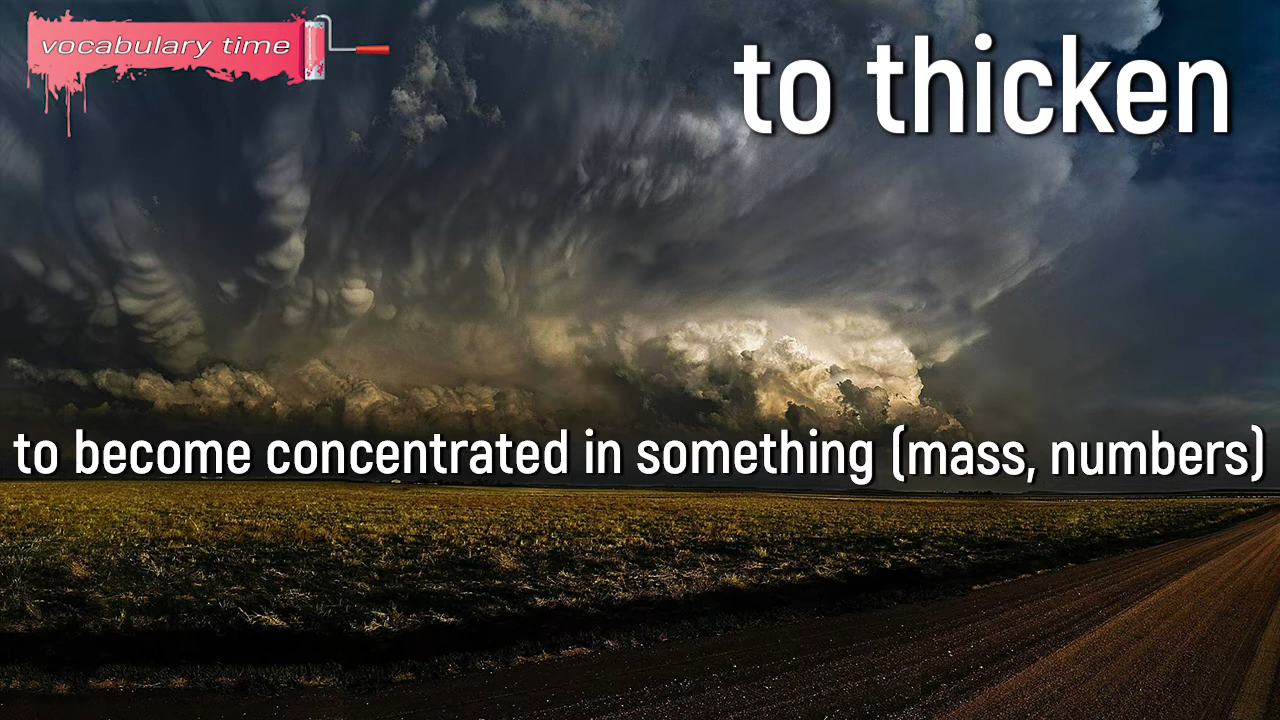 vocabulary time
to thicken
to become concentrated in something (mass, numbers)